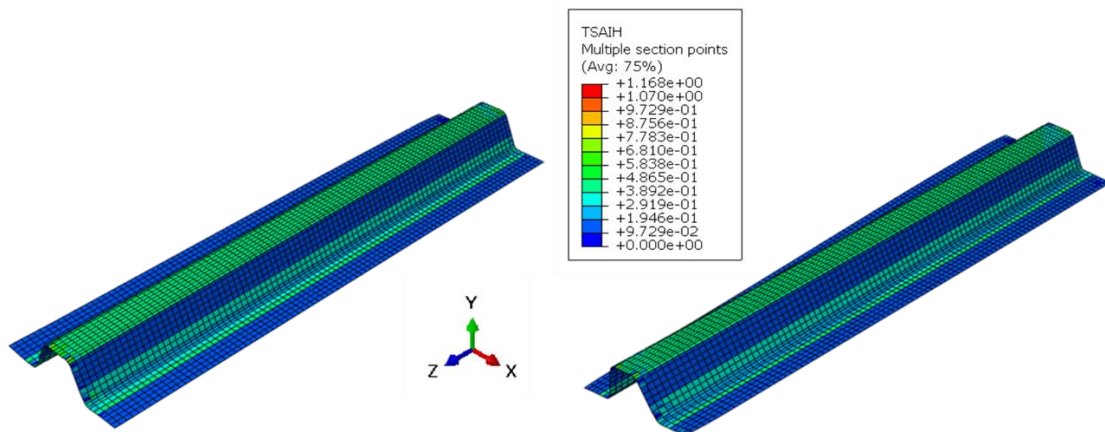 TSAIH
Multiple section points
(Avg: 75%)
+1.168e+00
+1.070e+00
+9.729e-01
+8.756e-01
+7.783e-01
+6.810e-01
+5.838e-01
+4.865e-01
+3.892e-01
+2.919e-01
+1.946e-01
+9.729e-02
+0.000e+00
Y
Z
X